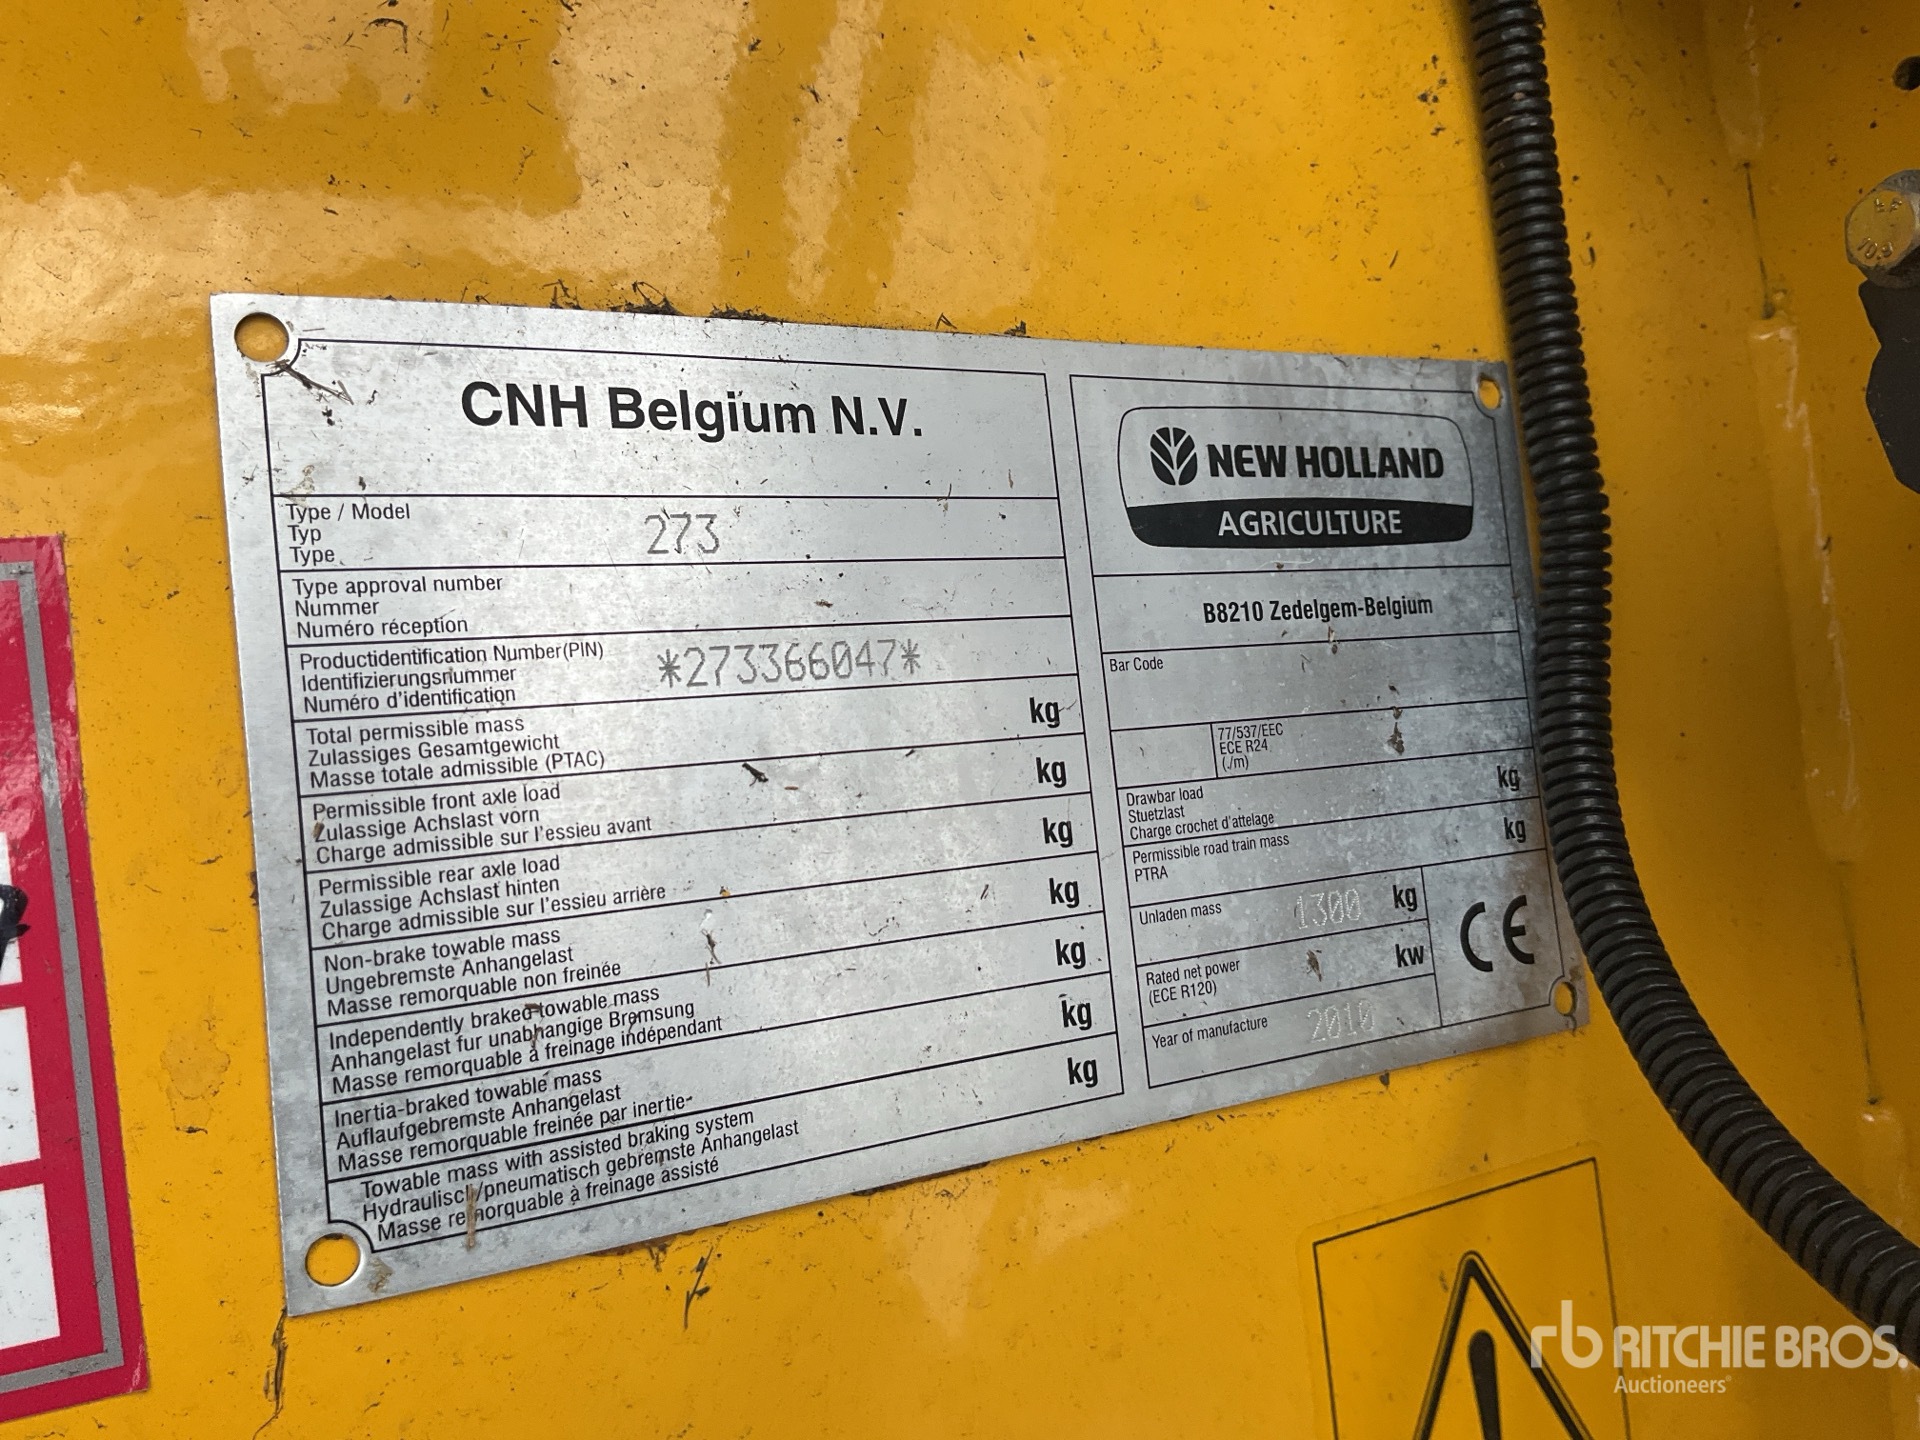 CNH Belgium N.V.
Type / Model
Typ
Type
273
Type approval number
Nummer
Numéro réception
Productidentification Number(PIN)
Identifizierungsnummer
Numéro d'identification
*273366047*
Total permissible mass
Zulassiges Gesamtgewicht
Masse totale admissible (PTAC)
kg
Permissible front axle load
Zulassige Achslast vorn
Charge admissible sur l'essieu avant
kg
Permissible rear axle load
Zulassige Achslast hinten
Charge admissible sur l'essieu arrière
kg
Non-brake towable mass
Ungebremste Anhangelast
Masse remorquable non freinée
kg
Independently braked towable mass
Anhangelast fur unabhangige Bremsung
Masse remorquable à freinage indépendant
kg
Inertia-braked towable mass
Auflaufgebremste Anhangelast
Masse remorquable freinée par inertie-
kg
Towable mass with assisted braking system
Hydraulisch/pneumatisch gebremste Anhangelast
Masse remorquable à freinage assisté
kg
NEW HOLLAND
AGRICULTURE
B8210 Zedelgem-Belgium
Bar Code
77/537/EEC
ECE R24
(./m)
Drawbar load
Stuetzlast
Charge crochet d'attelage
kg
Permissible road train mass
PTRA
kg
Unladen mass 1300 kg
Rated net power
(ECE R120)
kw
Year of manufacture 2010
CE
10.9
rb RITCHIE BROS.
Auctioneers